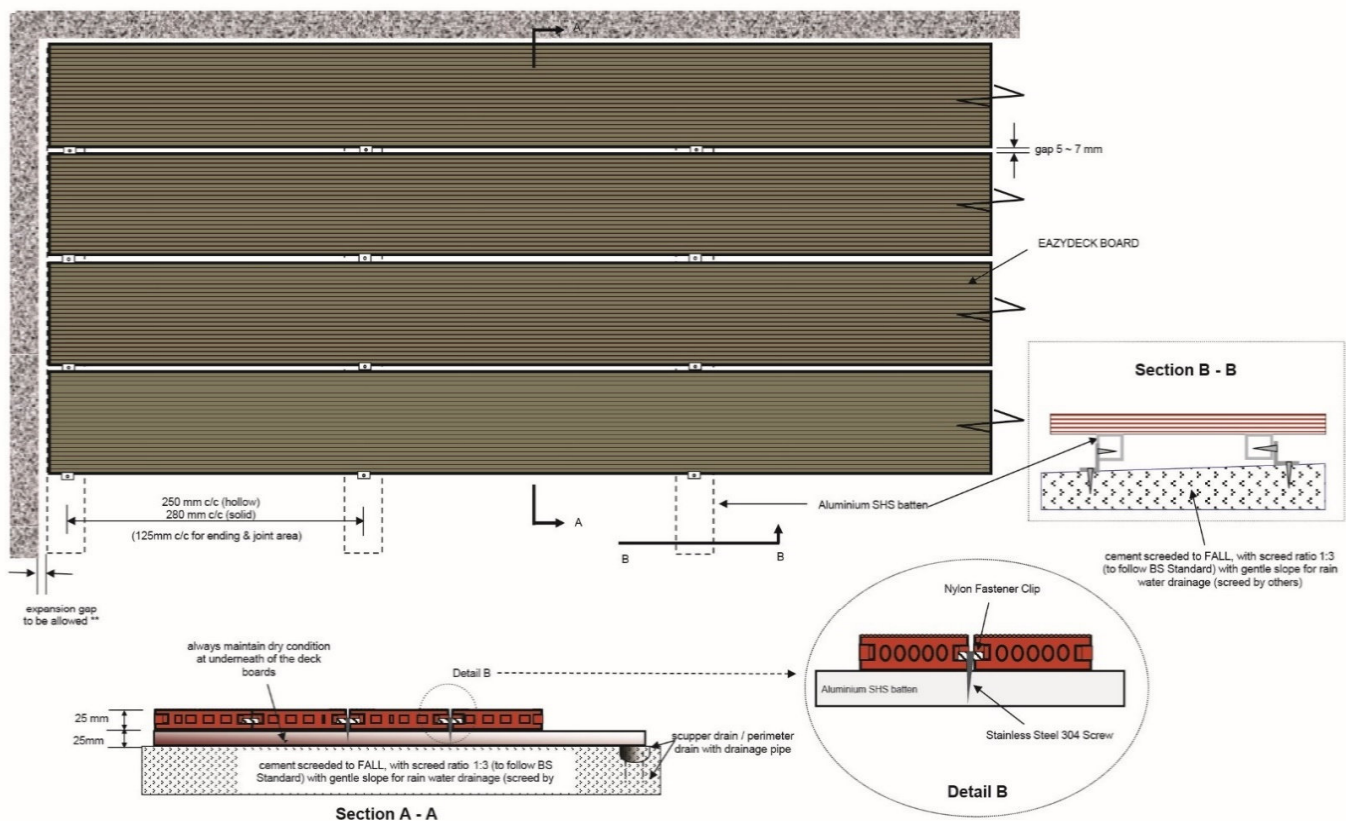 A
gap 5 ~ 7 mm
EAZYDECK BOARD
Section B - B
250 mm c/c (hollow)
280 mm c/c (solid)
(125mm c/c for ending & joint area)
A
Aluminium SHS batten
B
B
cement screeded to FALL, with screed ratio 1:3
(to follow BS Standard) with gentle slope for rain
water drainage (screed by others)
expansion gap
to be allowed **
Nylon Fastener Clip
always maintain dry condition
at underneath of the deck
boards
Detail B
Aluminium SHS batten
25 mm
25mm
scupper drain / perimeter
drain with drainage pipe
Stainless Steel 304 Screw
cement screeded to FALL, with screed ratio 1:3 (to follow BS
Standard) with gentle slope for rain water drainage (screed by
Detail B
Section A - A